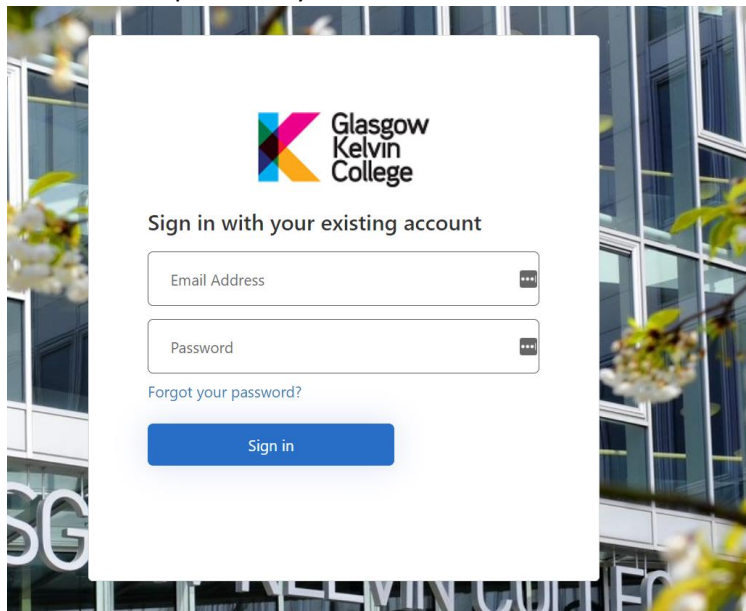 Glasgow
Kelvin
College
Sign in with your existing account
Email Address
Password
Forgot your password?
Sign in